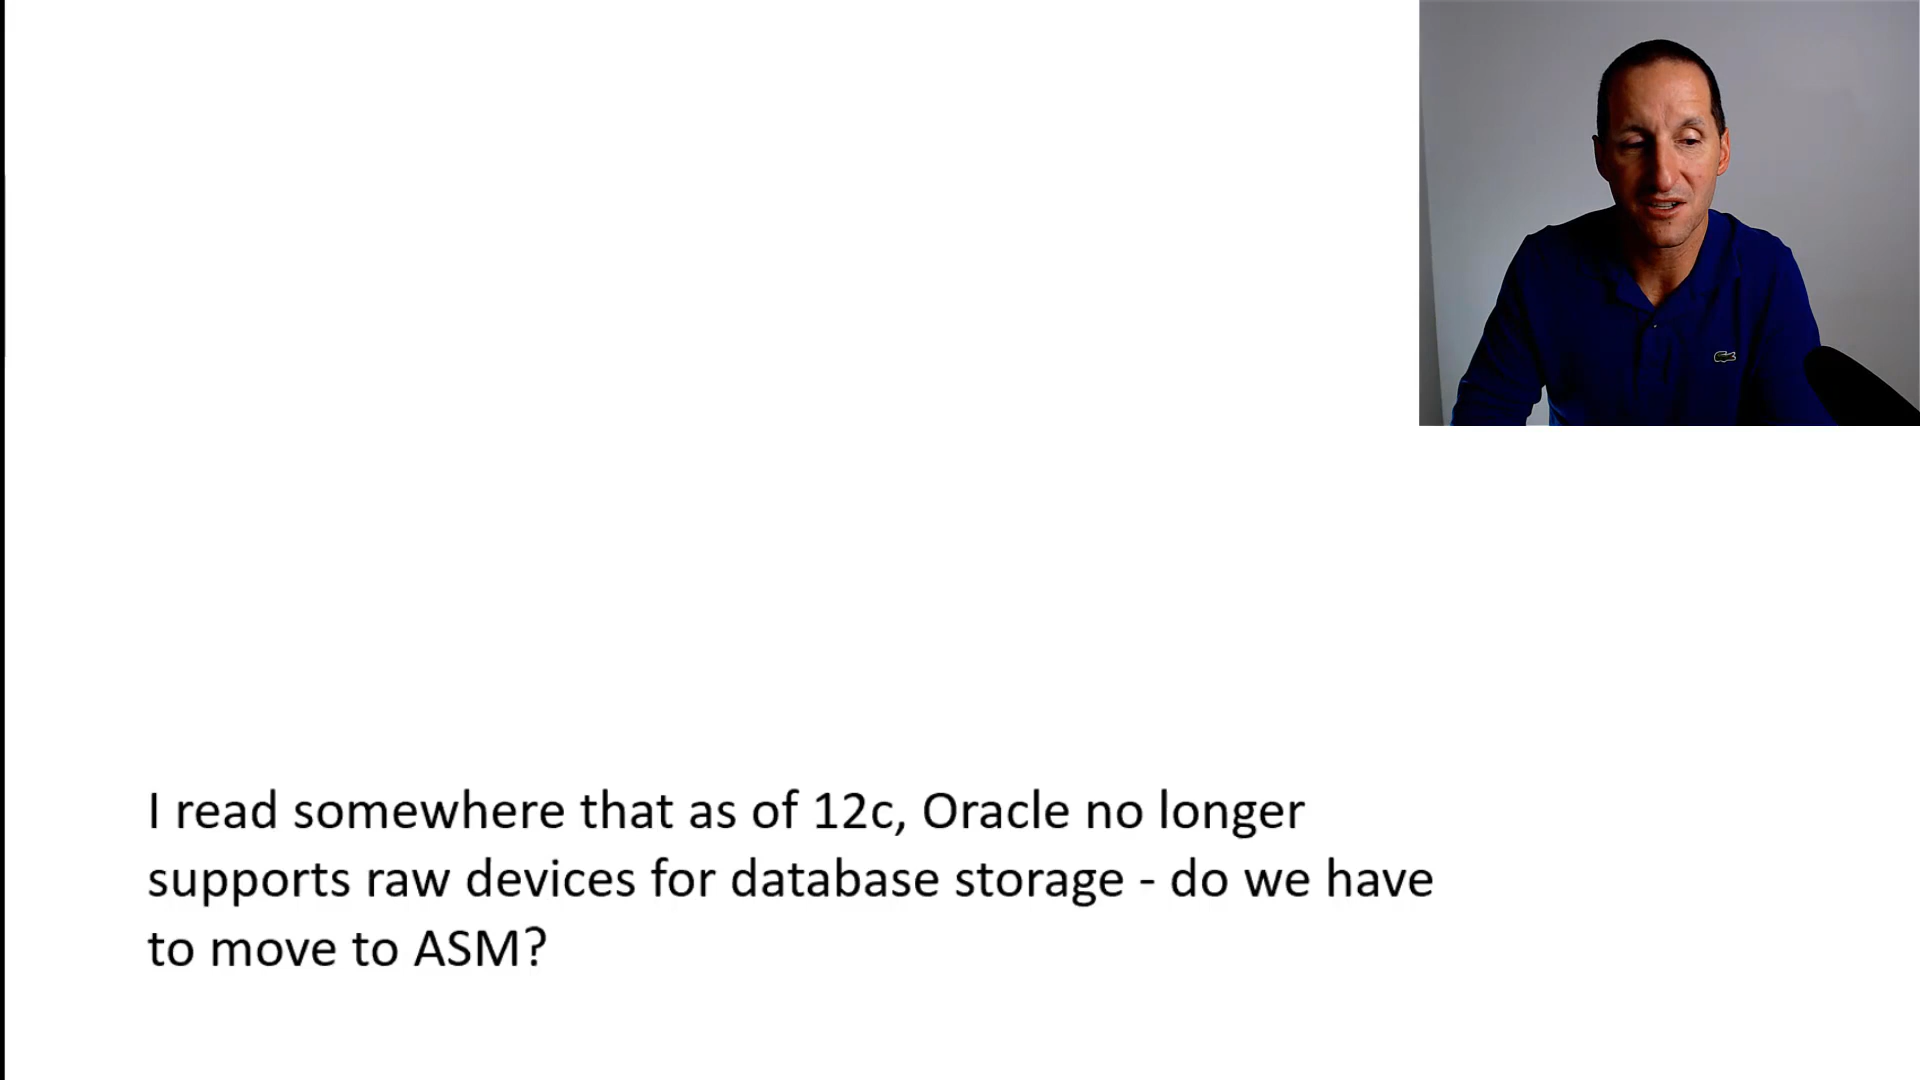 I read somewhere that as of 12c, Oracle no longer
supports raw devices for database storage - do we have
to move to ASM?